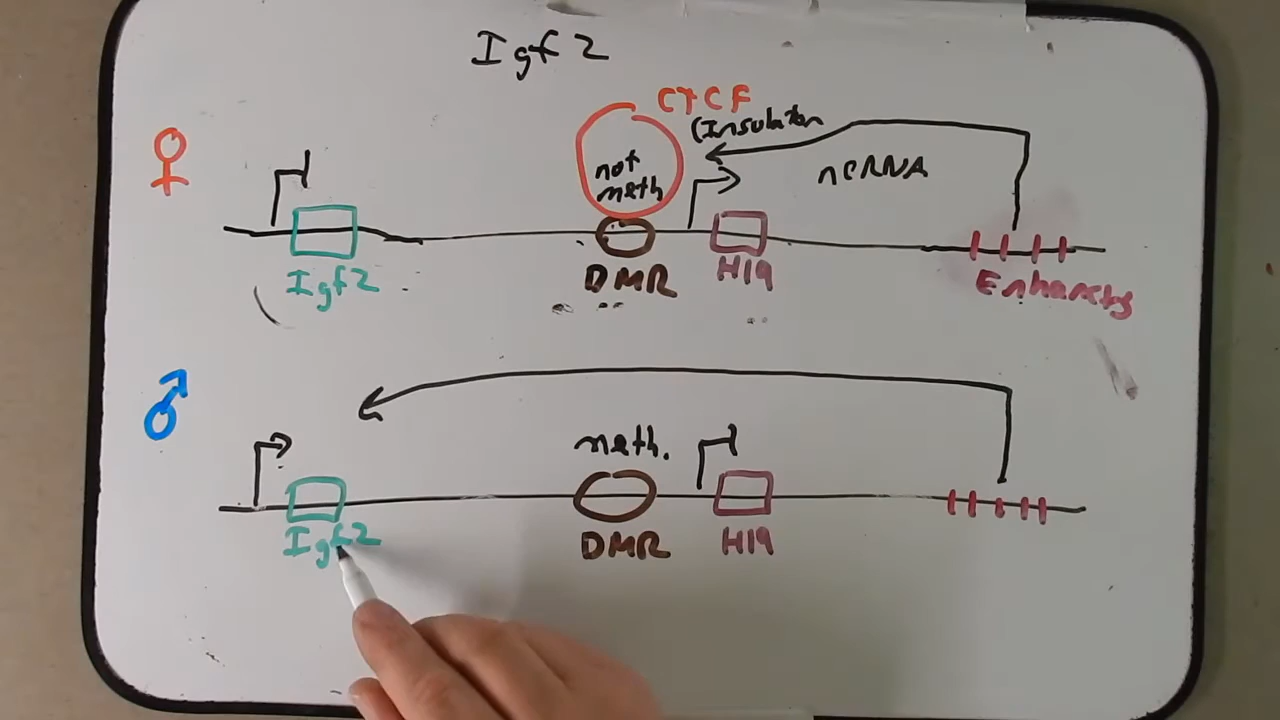 Igf2
♀
CTCF
(Insulator
not
meth
ncRNA
Igf2
DMR
H19
Enhancers
♂
meth.
Igf2
DMR
H19